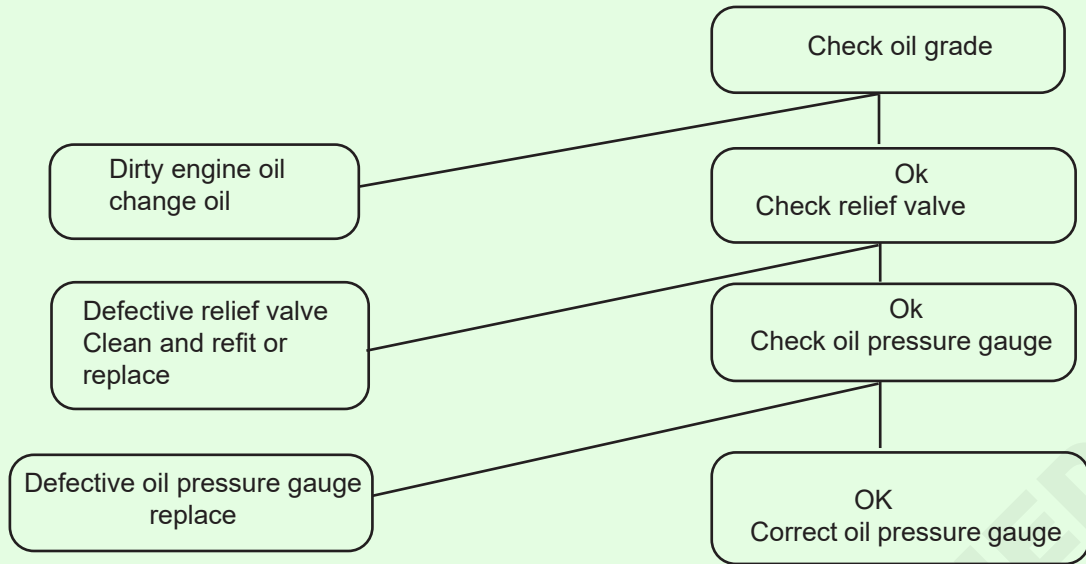 Check oil grade
Dirty engine oil
change oil
Ok
Check relief valve
Defective relief valve
Clean and refit or
replace
Ok
Check oil pressure gauge
Defective oil pressure gauge
replace
OK
Correct oil pressure gauge